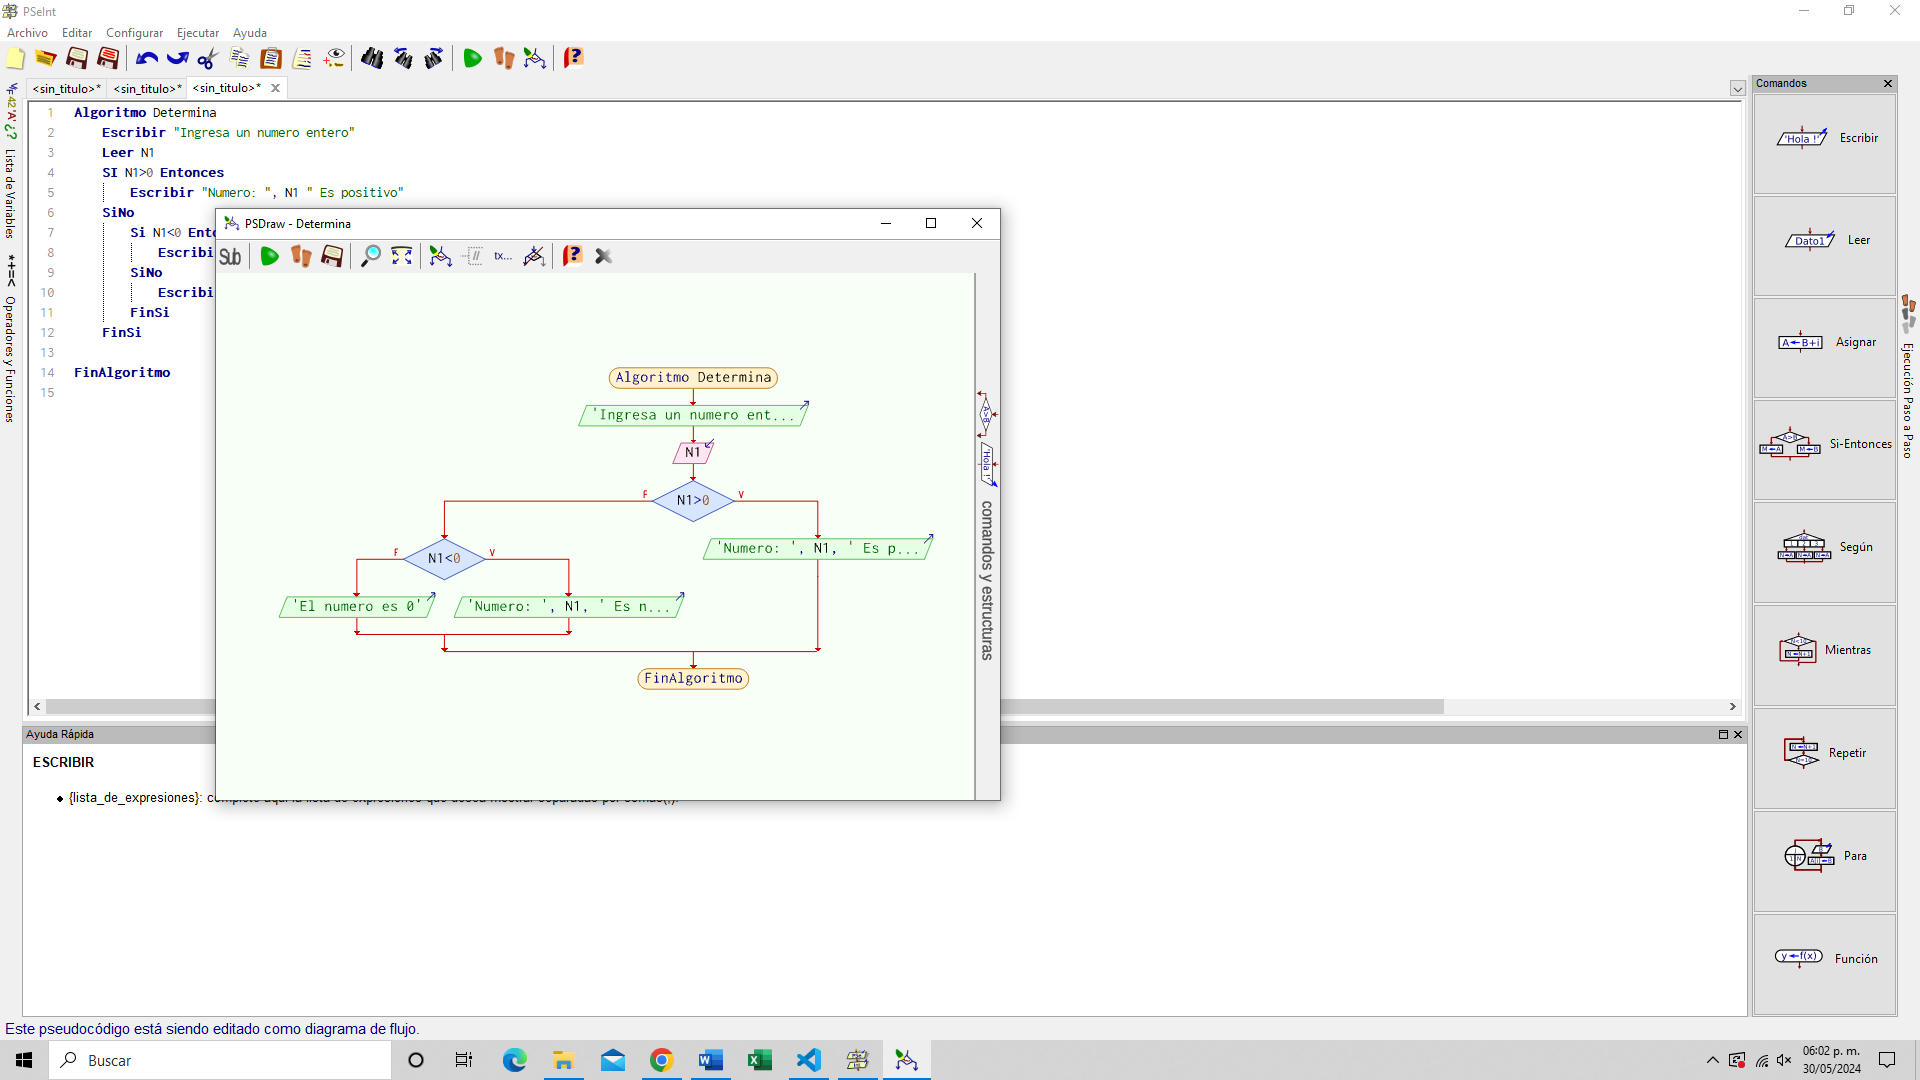 PSeInt
Archivo Editar Configurar Ejecutar Ayuda
<sin_titulo>* <sin_titulo>* <sin_titulo>*
1 Algoritmo Determina
2 Escribir "Ingresa un numero entero"
3 Leer N1
4 SI N1>0 Entonces
5 Escribir "Numero: ", N1 " Es positivo"
6 SiNo
7 Si N1<0 Ento
8 Escribi
9 SiNo
10 Escribi
11 FinSi
12 FinSi
13
14 FinAlgoritmo
15
Lista de Variables
Operadores y Funciones
PSDraw - Determina
Sub
tx...
Algoritmo Determina
'Ingresa un numero ent...
N1
F N1>0 V
'Numero: ', N1, ' Es p...
F N1<0 V
'El numero es 0' 'Numero: ', N1, ' Es n...
FinAlgoritmo
A>B
'Hola !'
comandos y estructuras
Comandos
'Hola !' Escribir
Dato1 Leer
A←B+i Asignar
Si-Entonces
Según
Mientras
Repetir
Para
y←f(x) Función
Ejecución Paso a Paso
Ayuda Rápida
ESCRIBIR
{lista_de_expresiones}:
Este pseudocódigo está siendo editado como diagrama de flujo.
Buscar
06:02 p. m.
30/05/2024